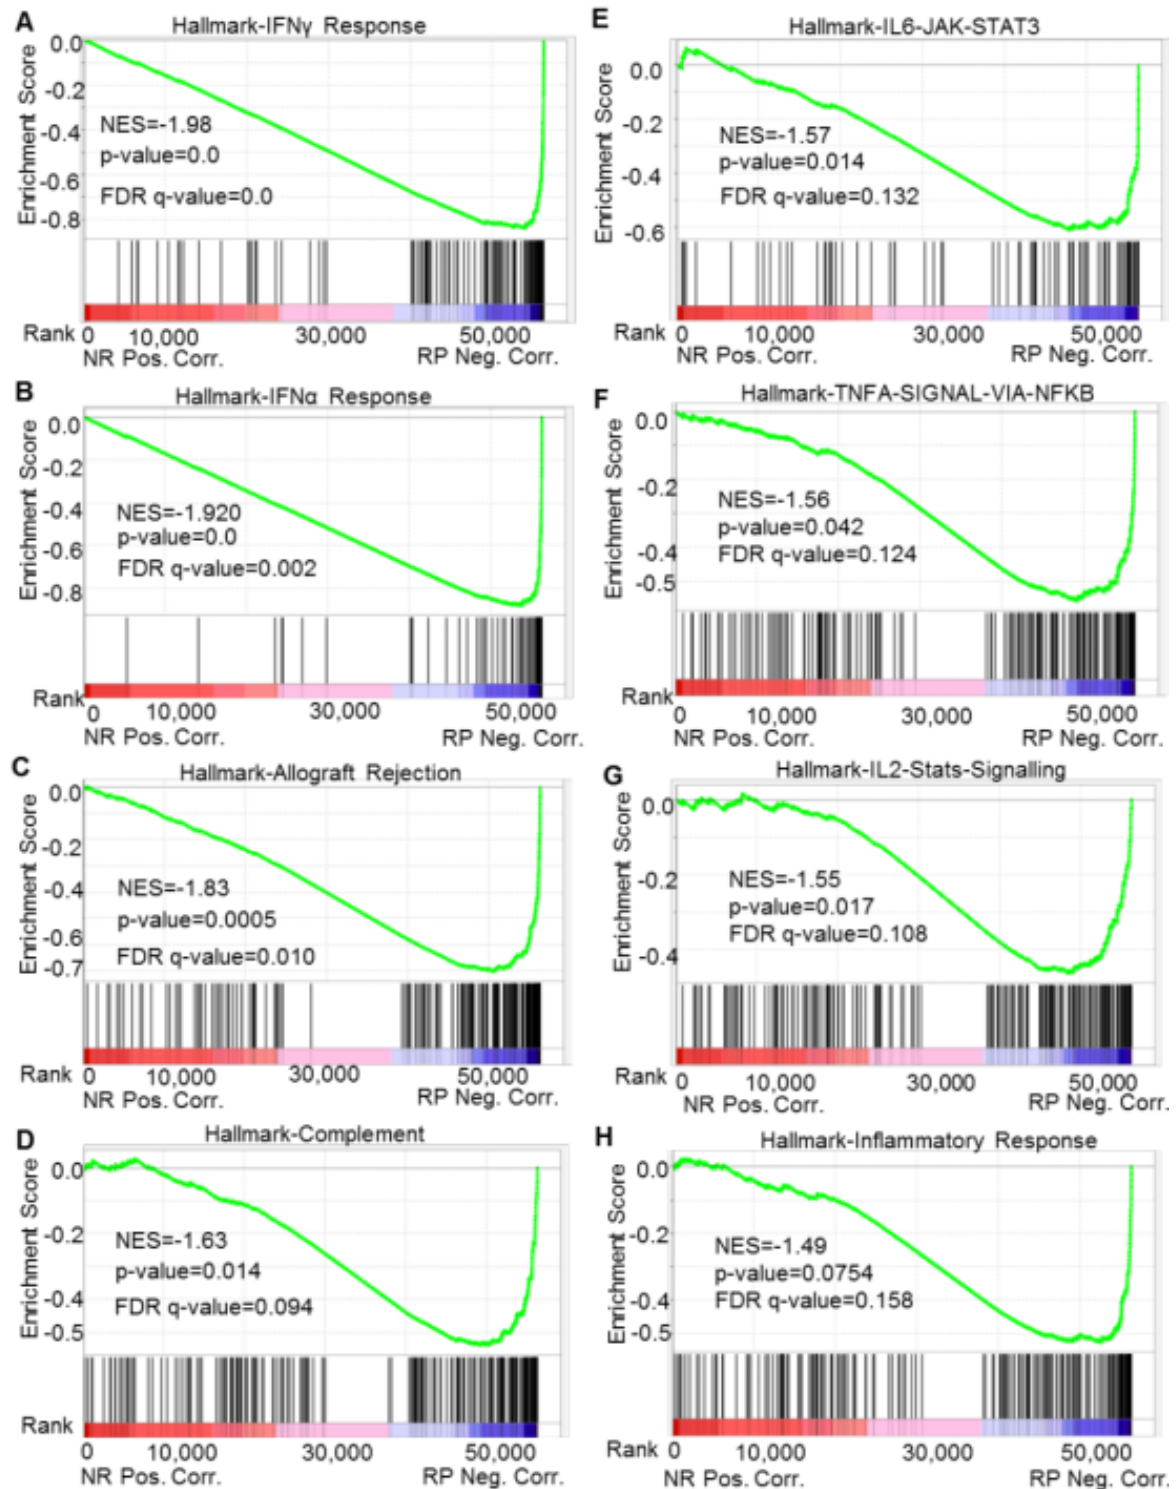 A
Hallmark-IFNγ Response
Enrichment Score
0.0
-0.2
-0.4
-0.6
-0.8
NES=-1.98
p-value=0.0
FDR q-value=0.0
Rank
0 10,000 30,000 50,000
NR Pos. Corr. RP Neg. Corr.
B
Hallmark-IFNα Response
Enrichment Score
0.0
-0.2
-0.4
-0.6
-0.8
NES=-1.920
p-value=0.0
FDR q-value=0.002
Rank
0 10,000 30,000 50,000
NR Pos. Corr. RP Neg. Corr.
C
Hallmark-Allograft Rejection
Enrichment Score
0.0
-0.2
-0.4
-0.6
-0.7
NES=-1.83
p-value=0.0005
FDR q-value=0.010
Rank
0 10,000 30,000 50,000
NR Pos. Corr. RP Neg. Corr.
D
Hallmark-Complement
Enrichment Score
0.0
-0.2
-0.4
-0.5
NES=-1.63
p-value=0.014
FDR q-value=0.094
Rank
0 10,000 30,000 50,000
NR Pos. Corr. RP Neg. Corr.
E
Hallmark-IL6-JAK-STAT3
Enrichment Score
0.0
-0.2
-0.4
-0.6
NES=-1.57
p-value=0.014
FDR q-value=0.132
Rank
0 10,000 30,000 50,000
NR Pos. Corr. RP Neg. Corr.
F
Hallmark-TNFA-SIGNAL-VIA-NFKB
Enrichment Score
0.0
-0.2
-0.4
-0.5
NES=-1.56
p-value=0.042
FDR q-value=0.124
Rank
0 10,000 30,000 50,000
NR Pos. Corr. RP Neg. Corr.
G
Hallmark-IL2-Stats-Signalling
Enrichment Score
0.0
-0.2
-0.4
NES=-1.55
p-value=0.017
FDR q-value=0.108
Rank
0 10,000 30,000 50,000
NR Pos. Corr. RP Neg. Corr.
H
Hallmark-Inflammatory Response
Enrichment Score
0.0
-0.2
-0.4
-0.5
NES=-1.49
p-value=0.0754
FDR q-value=0.158
Rank
0 10,000 30,000 50,000
NR Pos. Corr. RP Neg. Corr.